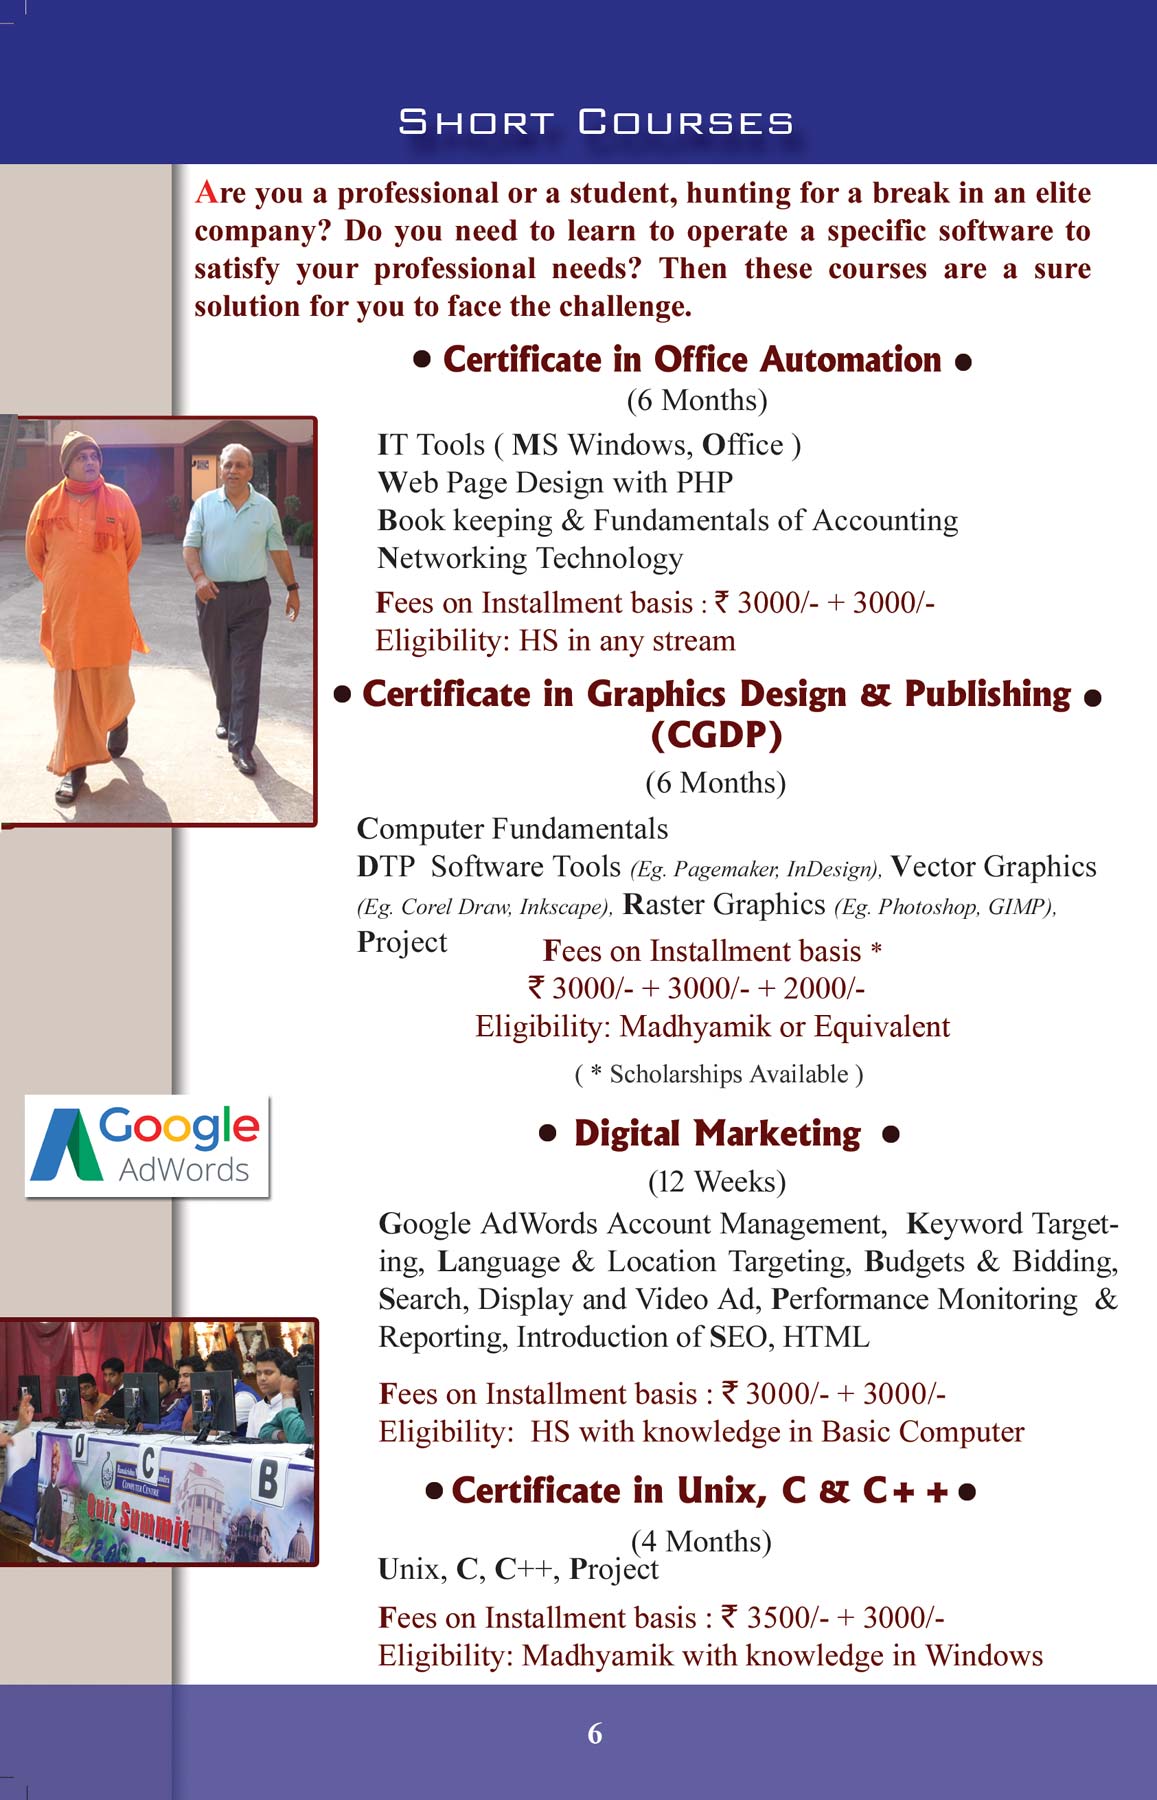 Short Courses
Are you a professional or a student, hunting for a break in an elite
company? Do you need to learn to operate a specific software to
satisfy your professional needs? Then these courses are a sure
solution for you to face the challenge.
● Certificate in Office Automation ●
(6 Months)
IT Tools ( MS Windows, Office )
Web Page Design with PHP
Book keeping & Fundamentals of Accounting
Networking Technology
Fees on Installment basis : ₹ 3000/- + 3000/-
Eligibility: HS in any stream
● Certificate in Graphics Design & Publishing ●
(CGDP)
(6 Months)
Computer Fundamentals
DTP Software Tools (Eg. Pagemaker, InDesign), Vector Graphics
(Eg. Corel Draw, Inkscape), Raster Graphics (Eg. Photoshop, GIMP),
Project
Fees on Installment basis *
₹ 3000/- + 3000/- + 2000/-
Eligibility: Madhyamik or Equivalent
( * Scholarships Available )
Google
AdWords
● Digital Marketing ●
(12 Weeks)
Google AdWords Account Management, Keyword Target-
ing, Language & Location Targeting, Budgets & Bidding,
Search, Display and Video Ad, Performance Monitoring &
Reporting, Introduction of SEO, HTML
Fees on Installment basis : ₹ 3000/- + 3000/-
Eligibility: HS with knowledge in Basic Computer
D
C
B
Computer Centre
Quiz Summit
● Certificate in Unix, C & C++ ●
(4 Months)
Unix, C, C++, Project
Fees on Installment basis : ₹ 3500/- + 3000/-
Eligibility: Madhyamik with knowledge in Windows
6